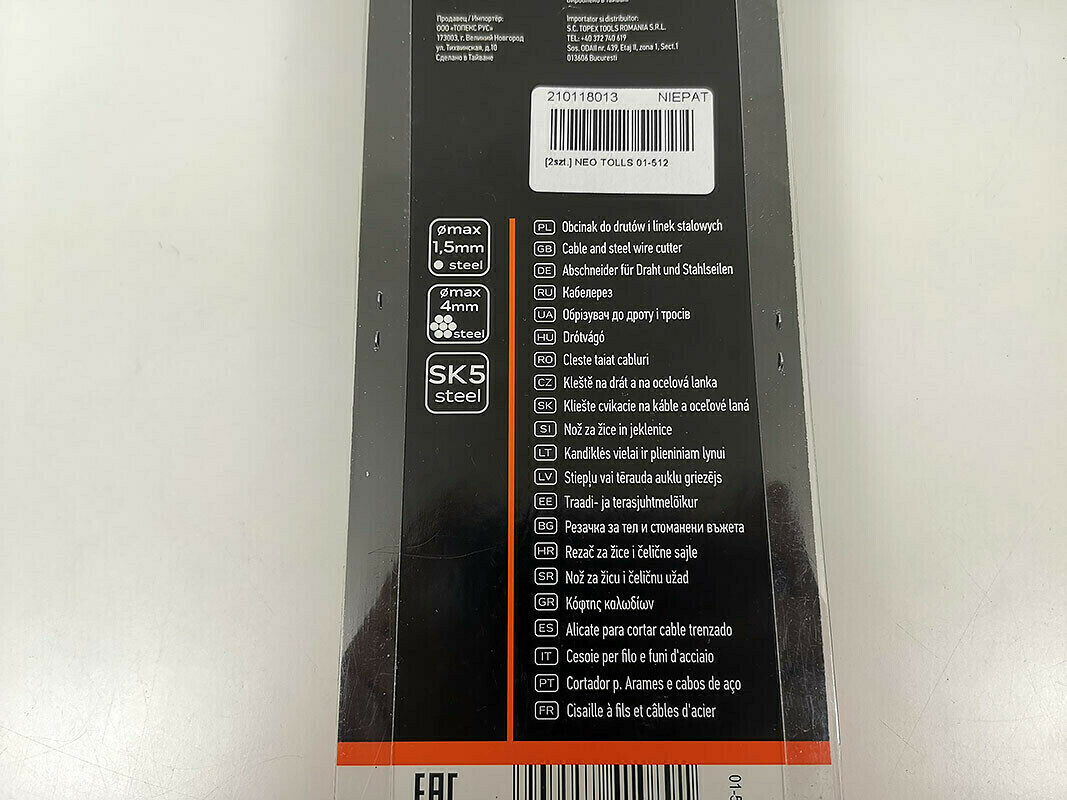 Продавец / Импортёр:
ООО «ТОПЕКС РУС»
173003, г. Великий Новгород
ул. Тихвинская, д.10
Сделано в Тайване
Importator si distribuitor:
S.C. TOPEX TOOLS ROMANIA S.R.L.
TEL: +40 372 740 619
Sos. ODAII nr. 439, Etaj II, zona 1, Sect.1
013606 Bucuresti
210118013 NIEPAT
[2szt.] NEO TOLLS 01-512
ømax
1,5mm
steel
ømax
4mm
steel
SK5
steel
PL Obcinak do drutów i linek stalowych
GB Cable and steel wire cutter
DE Abschneider für Draht und Stahlseilen
RU Кабелерез
UA Обрізувач до дроту і тросів
HU Drótvágó
RO Cleste taiat cabluri
CZ Kleště na drát a na ocelová lanka
SK Kliešte cvikacie na káble a oceľové laná
SI Nož za žice in jeklenice
LT Kandiklės vielai ir plieniniam lynui
LV Stiepļu vai tērauda auklu griezējs
EE Traadi- ja terasjuhtmelõikur
BG Резачка за тел и стоманени въжета
HR Rezač za žice i čelične sajle
SR Nož za žicu i čeličnu užad
GR Κόφτης καλωδίων
ES Alicate para cortar cable trenzado
IT Cesoie per filo e funi d'acciaio
PT Cortador p. Arames e cabos de aço
FR Cisaille à fils et câbles d'acier
EAC